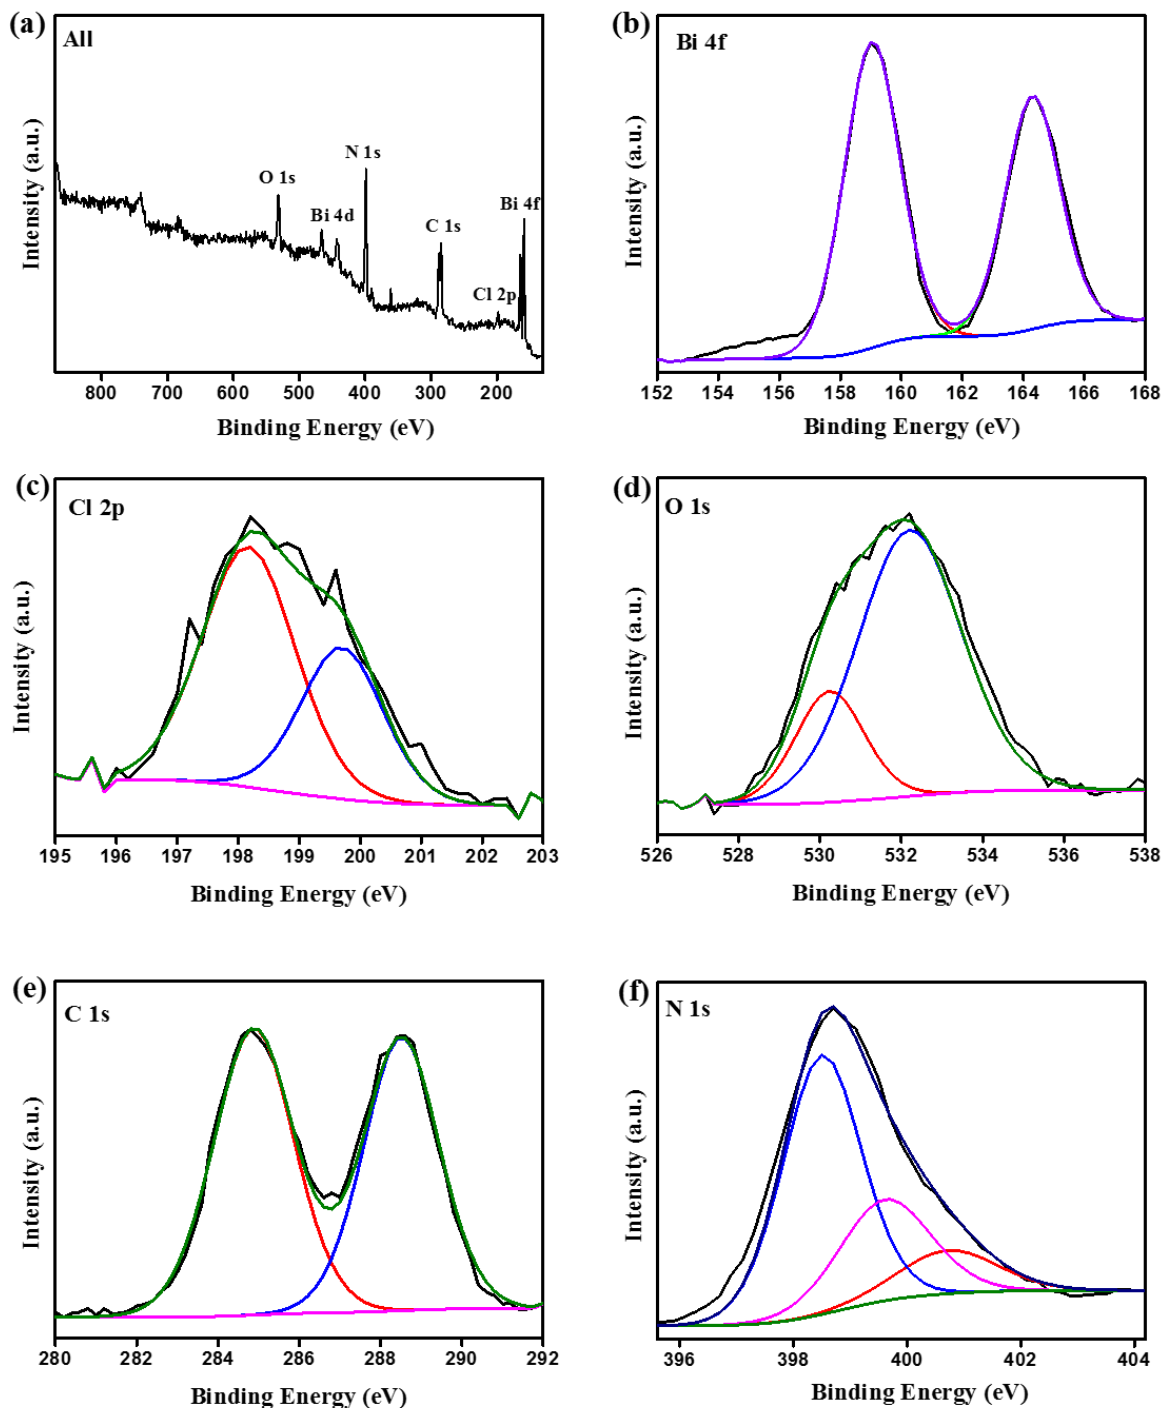 (a)
All
O 1s
Bi 4d
N 1s
C 1s
Cl 2p
Bi 4f
Intensity (a.u.)
800 700 600 500 400 300 200
Binding Energy (eV)
(b)
Bi 4f
Intensity (a.u.)
152 154 156 158 160 162 164 166 168
Binding Energy (eV)
(c)
Cl 2p
Intensity (a.u.)
195 196 197 198 199 200 201 202 203
Binding Energy (eV)
(d)
O 1s
Intensity (a.u.)
526 528 530 532 534 536 538
Binding Energy (eV)
(e)
C 1s
Intensity (a.u.)
280 282 284 286 288 290 292
Binding Energy (eV)
(f)
N 1s
Intensity (a.u.)
396 398 400 402 404
Binding Energy (eV)